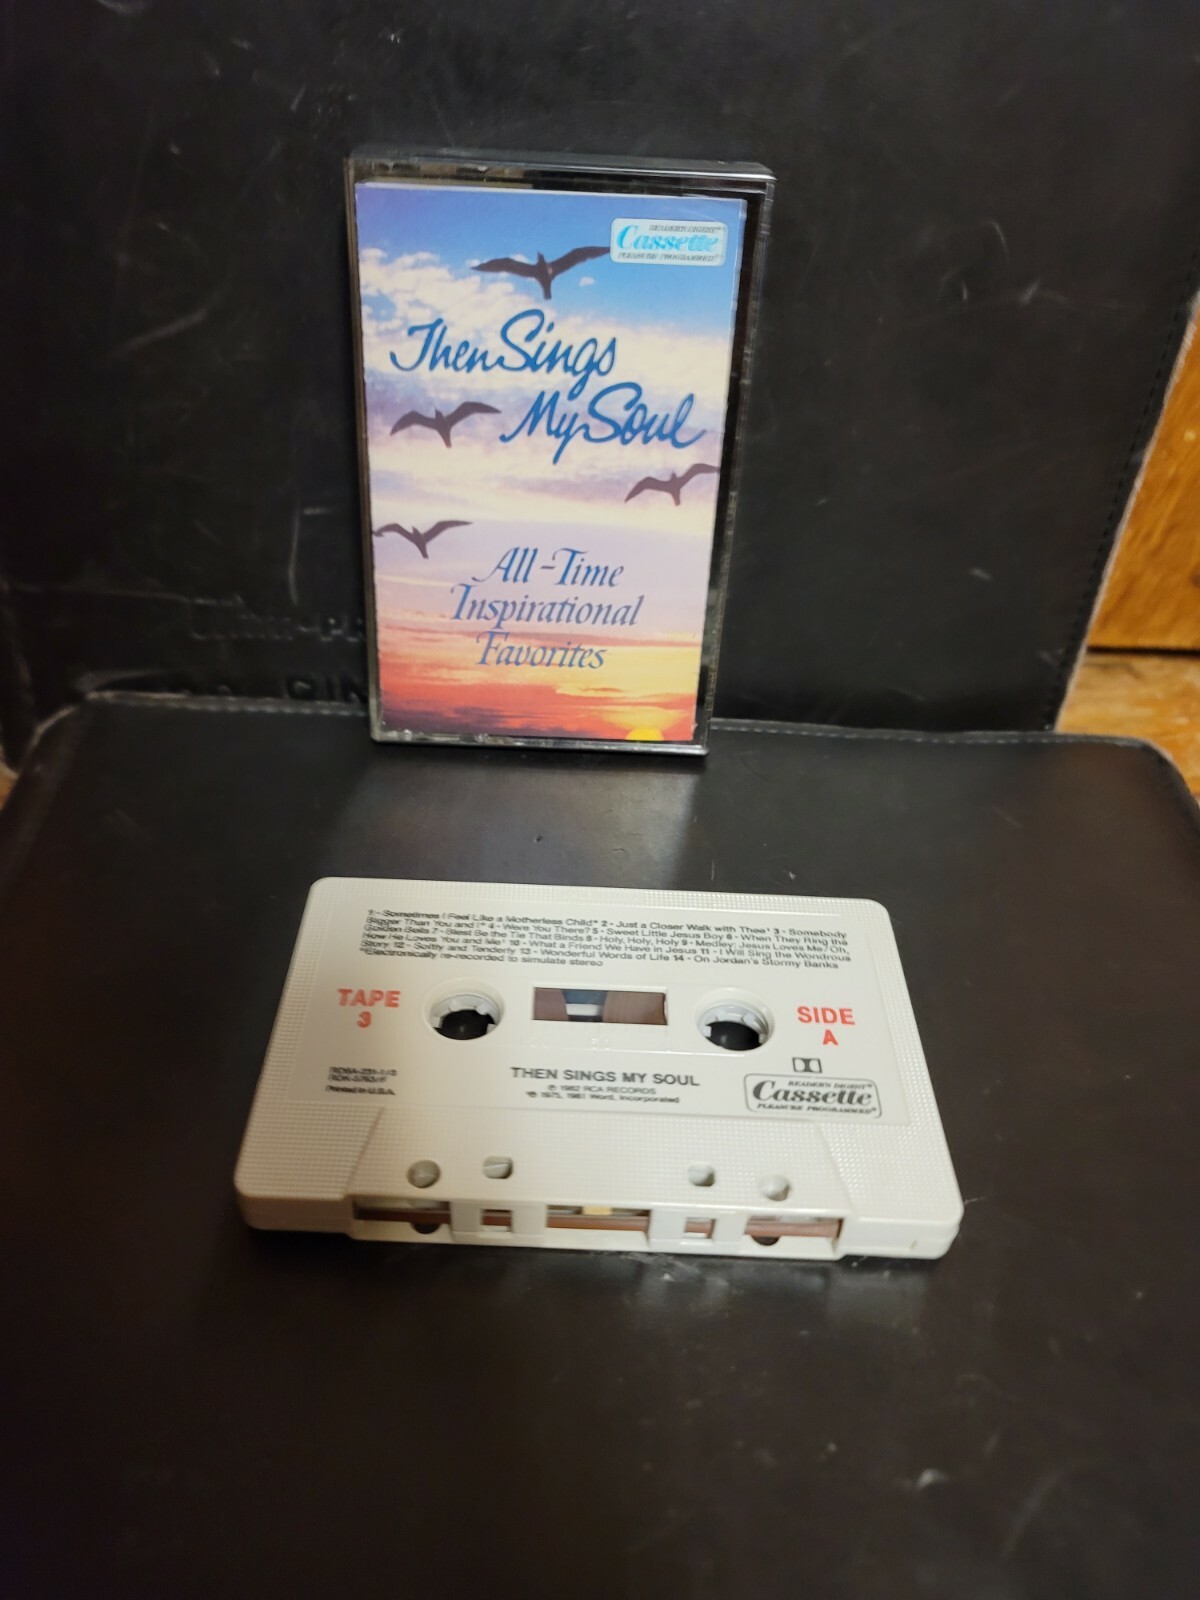 READER'S DIGEST
Cassette
PLEASURE PROGRAMMED
Then Sings
My Soul
All-Time
Inspirational
Favorites
1 - Sometimes I Feel Like a Motherless Child* 2 - Just a Closer Walk with Thee* 3 - Somebody
Bigger Than You and I* 4 - Were You There? 5 - Sweet Little Jesus Boy 6 - When They Ring the
Golden Bells 7 - Blest Be the Tie That Binds 8 - Holy, Holy, Holy 9 - Medley: Jesus Loves Me/Oh,
How He Loves You and Me* 10 - What a Friend We Have in Jesus 11 - I Will Sing the Wondrous
Story 12 - Softly and Tenderly 13 - Wonderful Words of Life 14 - On Jordan's Stormy Banks
*Electronically re-recorded to simulate stereo
TAPE
3
SIDE
A
Printed in U.S.A.
THEN SINGS MY SOUL
℗ 1982 RCA RECORDS
*℗ 1975, 1981 Word, Incorporated
READER'S DIGEST®
Cassette
PLEASURE PROGRAMMED®